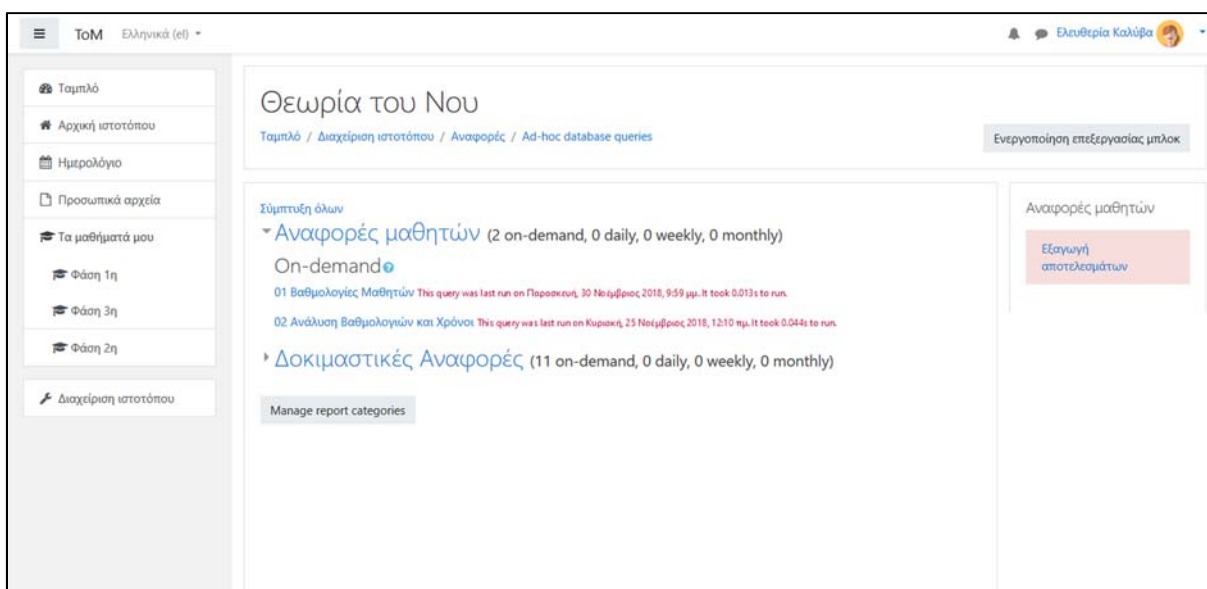 ToM Ελληνικά (el)
Ελευθερία Καλύβα
Ταμπλό
Αρχική ιστοτόπου
Ημερολόγιο
Προσωπικά αρχεία
Τα μαθήματά μου
Φάση 1η
Φάση 3η
Φάση 2η
Διαχείριση ιστοτόπου
Θεωρία του Νου
Ταμπλό / Διαχείριση ιστοτόπου / Αναφορές / Ad-hoc database queries
Ενεργοποίηση επεξεργασίας μπλοκ
Σύμπτυξη όλων
Αναφορές μαθητών (2 on-demand, 0 daily, 0 weekly, 0 monthly)
On-demand
01 Βαθμολογίες Μαθητών This query was last run on Παρασκευή, 30 Νοέμβριος 2018, 9:59 μμ. It took 0.013s to run.
02 Ανάλυση Βαθμολογιών και Χρόνοι This query was last run on Κυριακή, 25 Νοέμβριος 2018, 12:10 πμ. It took 0.044s to run.
Δοκιμαστικές Αναφορές (11 on-demand, 0 daily, 0 weekly, 0 monthly)
Manage report categories
Αναφορές μαθητών
Εξαγωγή
αποτελεσμάτων